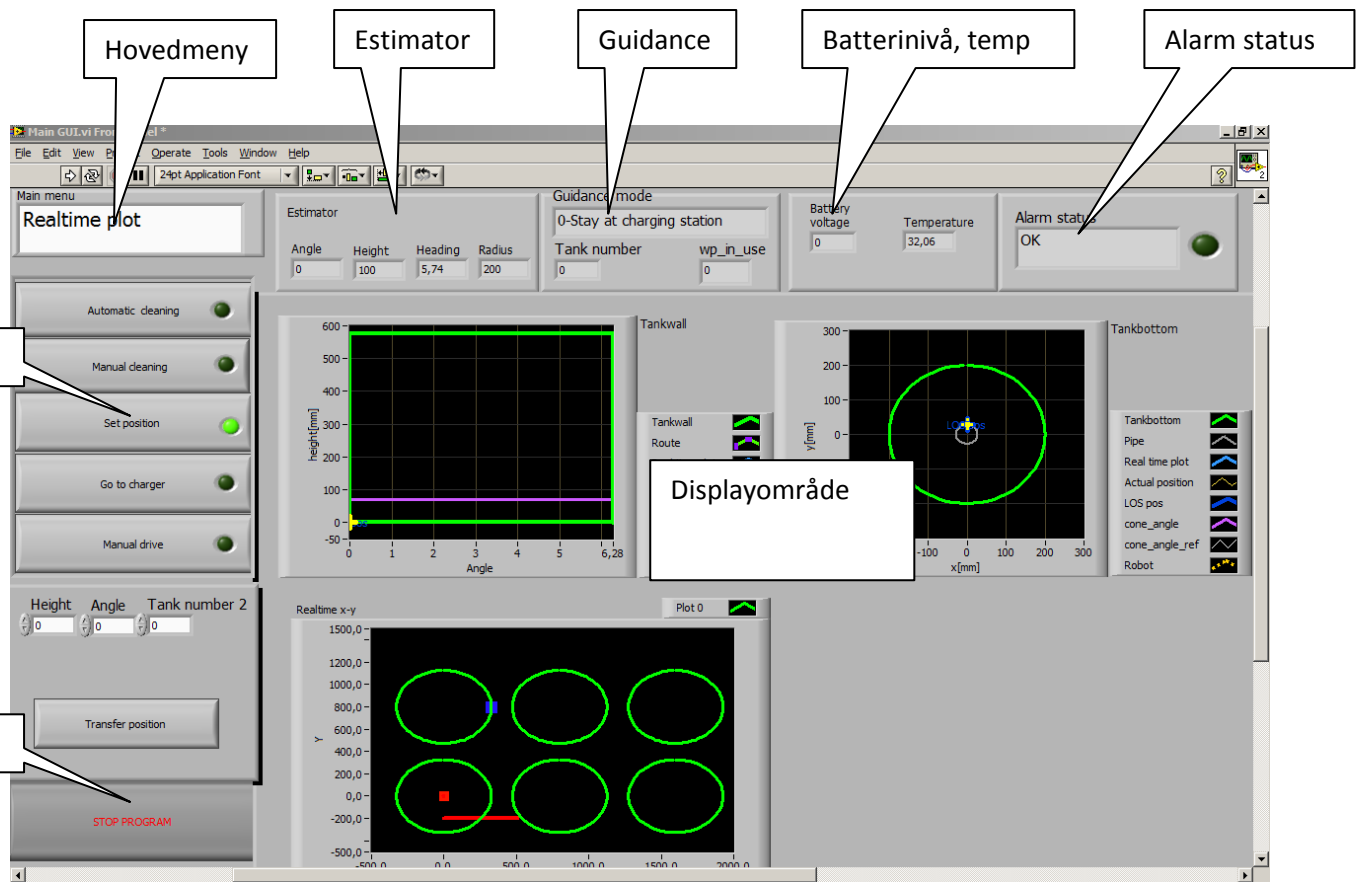 Hovedmeny
Estimator
Guidance
Batterinivå, temp
Alarm status
Main GUI.vi
File Edit View Operate Tools Window Help
24pt Application Font
2
Main menu
Realtime plot
Estimator
Angle Height Heading Radius
0 100 5,74 200
Guidance mode
0-Stay at charging station
Tank number wp_in_use
0 0
Battery
voltage Temperature
0 32,06
Alarm status
OK
Automatic cleaning
Manual cleaning
Set position
Go to charger
Manual drive
Height Angle Tank number 2
0 0 0
Transfer position
STOP PROGRAM
Tankwall
600
500
400
300
200
100
0
-50
height[mm]
0 1 2 3 4 5 6,28
Angle
Tankwall
Route
Displayområde
Tankbottom
300
200
100
0
y[mm]
LOS pos
-100 0 100 200 300
x[mm]
Tankbottom
Pipe
Real time plot
Actual position
LOS pos
cone_angle
cone_angle_ref
Robot
Realtime x-y
Plot 0
1500,0
1200,0
1000,0
800,0
600,0
400,0
200,0
0,0
-200,0
-500,0
Y
-500,0 0,0 500,0 1000,0 1500,0 2000,0